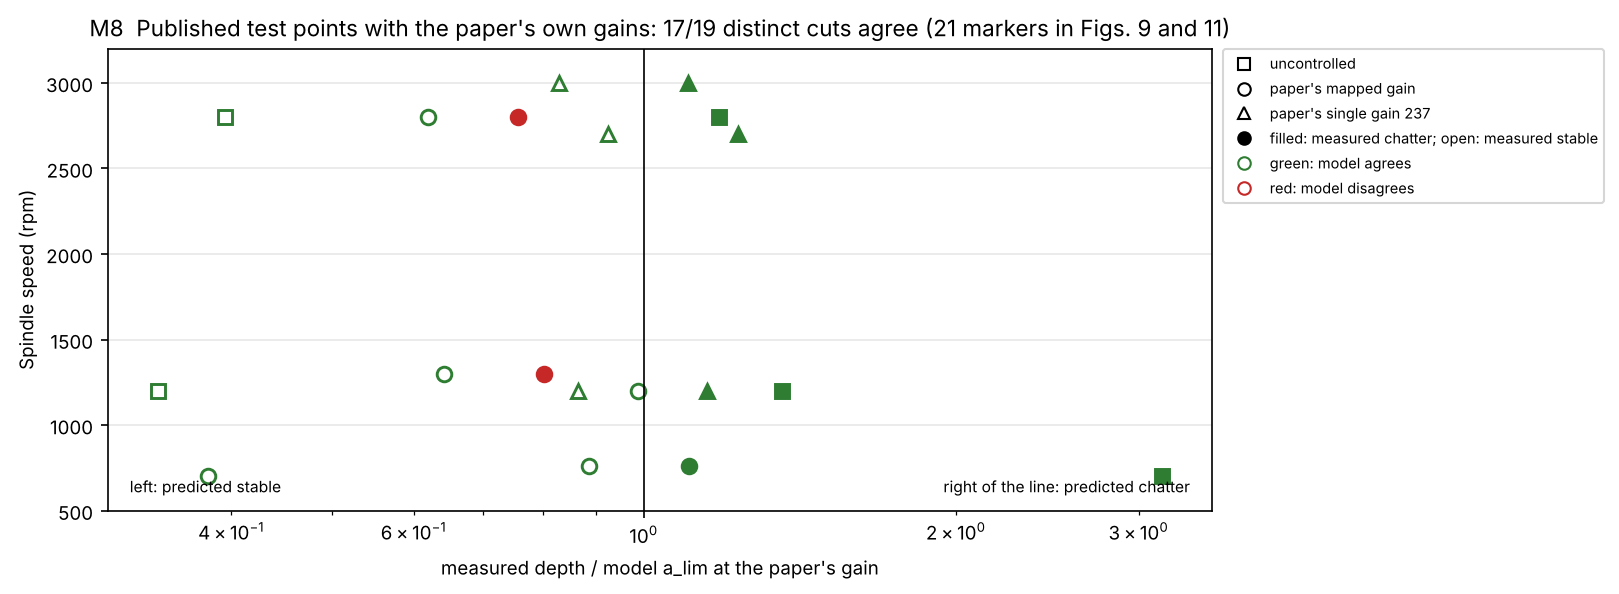 M8  Published test points with the paper's own gains: 17/19 distinct cuts agree (21 markers in Figs. 9 and 11)
uncontrolled
paper's mapped gain
paper's single gain 237
filled: measured chatter; open: measured stable
green: model agrees
red: model disagrees
Spindle speed (rpm)
3000
2500
2000
1500
1000
500
left: predicted stable
right of the line: predicted chatter
4 × 10⁻¹
6 × 10⁻¹
10⁰
2 × 10⁰
3 × 10⁰
measured depth / model a_lim at the paper's gain